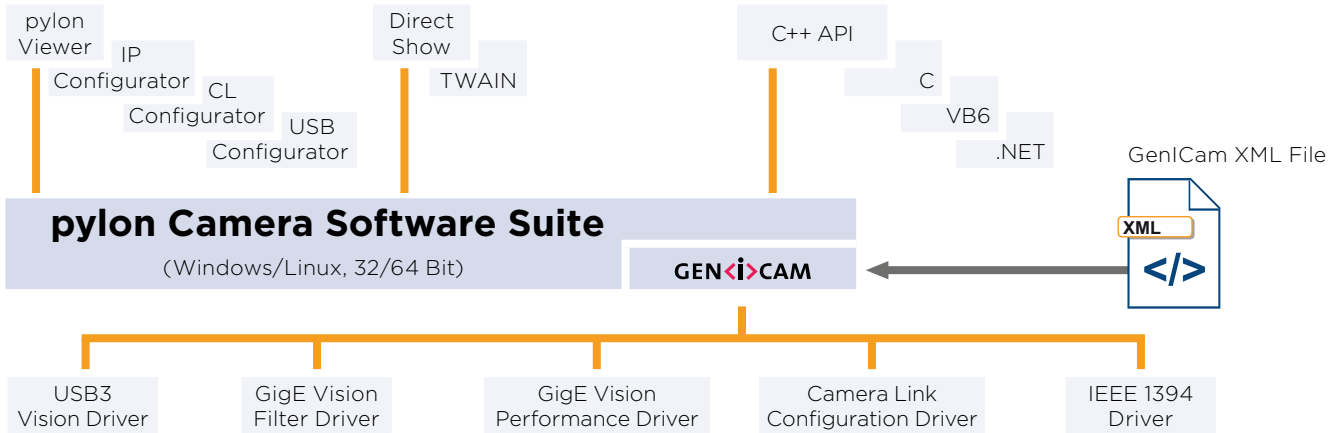 pylon
Viewer
IP
Configurator
CL
Configurator
USB
Configurator
Direct
Show
TWAIN
C++ API
C
VB6
.NET
GenICam XML File
XML
</>
pylon Camera Software Suite
(Windows/Linux, 32/64 Bit)
GEN<i>CAM
USB3
Vision Driver
GigE Vision
Filter Driver
GigE Vision
Performance Driver
Camera Link
Configuration Driver
IEEE 1394
Driver